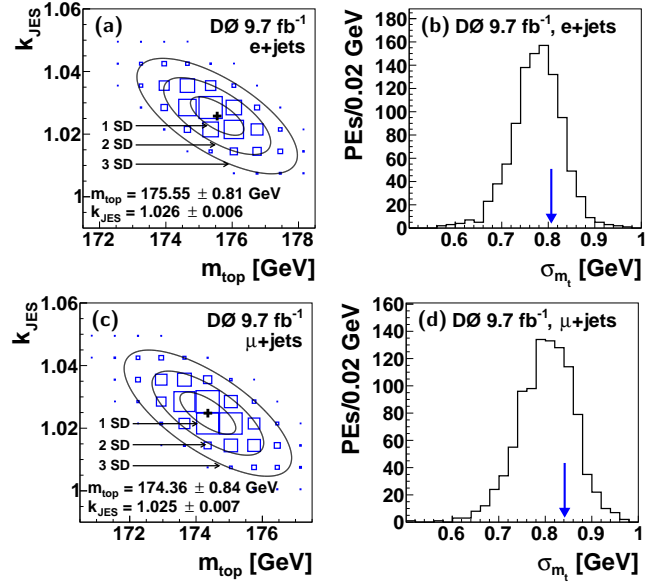 (a) DØ 9.7 fb⁻¹
e+jets
k_JES
1.06
1.04
1.02
1
1 SD
2 SD
3 SD
m_top = 175.55 ± 0.81 GeV
k_JES = 1.026 ± 0.006
172 174 176 178
m_top [GeV]
(b) DØ 9.7 fb⁻¹, e+jets
PEs/0.02 GeV
180
160
140
120
100
80
60
40
20
0
0.6 0.7 0.8 0.9 1
σ_m_t [GeV]
(c) DØ 9.7 fb⁻¹
μ+jets
k_JES
1.06
1.04
1.02
1
1 SD
2 SD
3 SD
m_top = 174.36 ± 0.84 GeV
k_JES = 1.025 ± 0.007
172 174 176
m_top [GeV]
(d) DØ 9.7 fb⁻¹, μ+jets
PEs/0.02 GeV
160
140
120
100
80
60
40
20
0
0.5 0.6 0.7 0.8 0.9 1
σ_m_t [GeV]